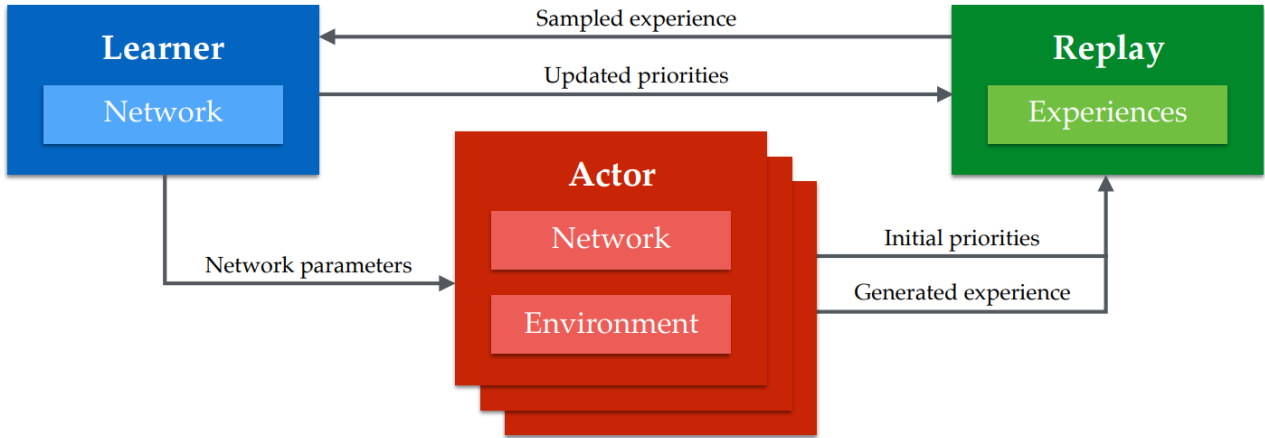 Sampled experience
Learner
Replay
Updated priorities
Network
Experiences
Actor
Network
Initial priorities
Network parameters
Generated experience
Environment